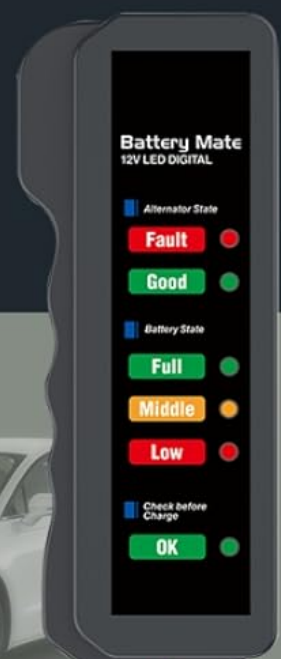 Battery Mate
12V LED DIGITAL
Alternator State
Fault
Good
Battery State
Full
Middle
Low
Check before
Charge
OK